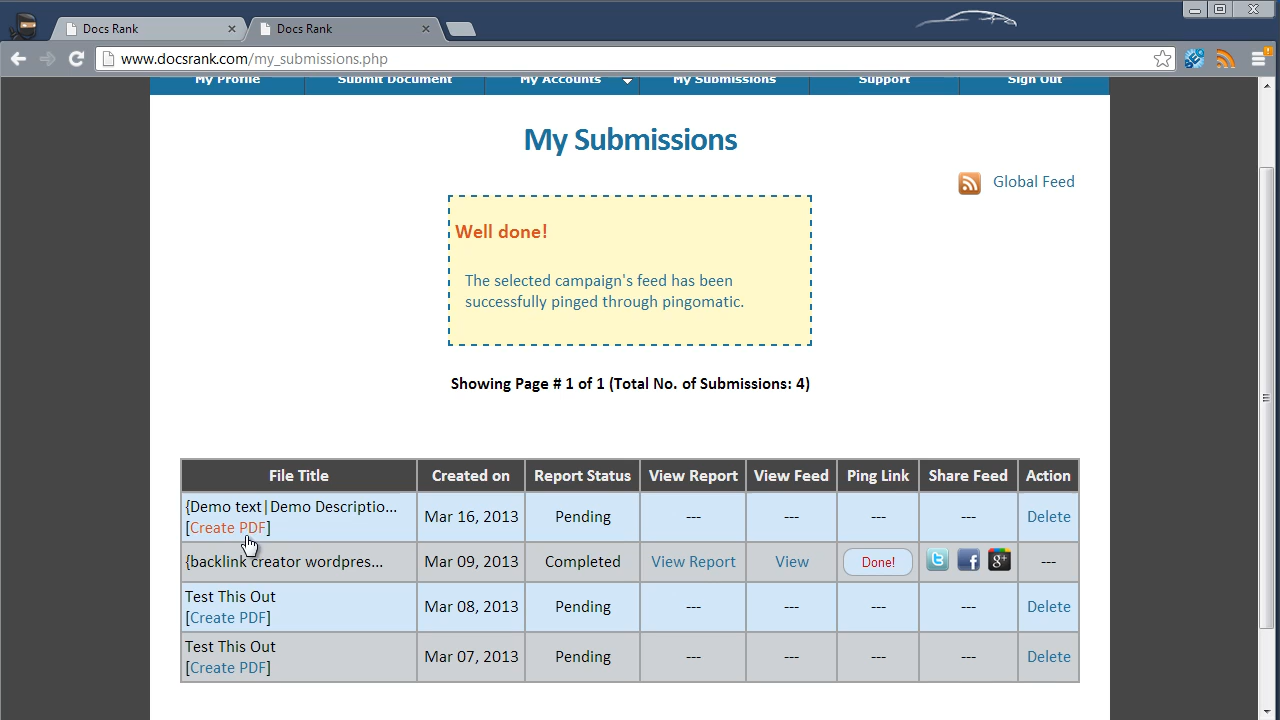 Docs Rank
Docs Rank
www.docsrank.com/my_submissions.php
My Profile
Submit Document
My Accounts
My Submissions
Support
Sign Out
My Submissions
Global Feed
Well done!
The selected campaign's feed has been
successfully pinged through pingomatic.
Showing Page # 1 of 1 (Total No. of Submissions: 4)
File Title Created on Report Status View Report View Feed Ping Link Share Feed Action
{Demo text|Demo Descriptio...
[Create PDF]
Mar 16, 2013 Pending --- --- --- --- Delete
{backlink creator wordpres... Mar 09, 2013 Completed View Report View Done! ---
Test This Out
[Create PDF]
Mar 08, 2013 Pending --- --- --- --- Delete
Test This Out
[Create PDF]
Mar 07, 2013 Pending --- --- --- --- Delete